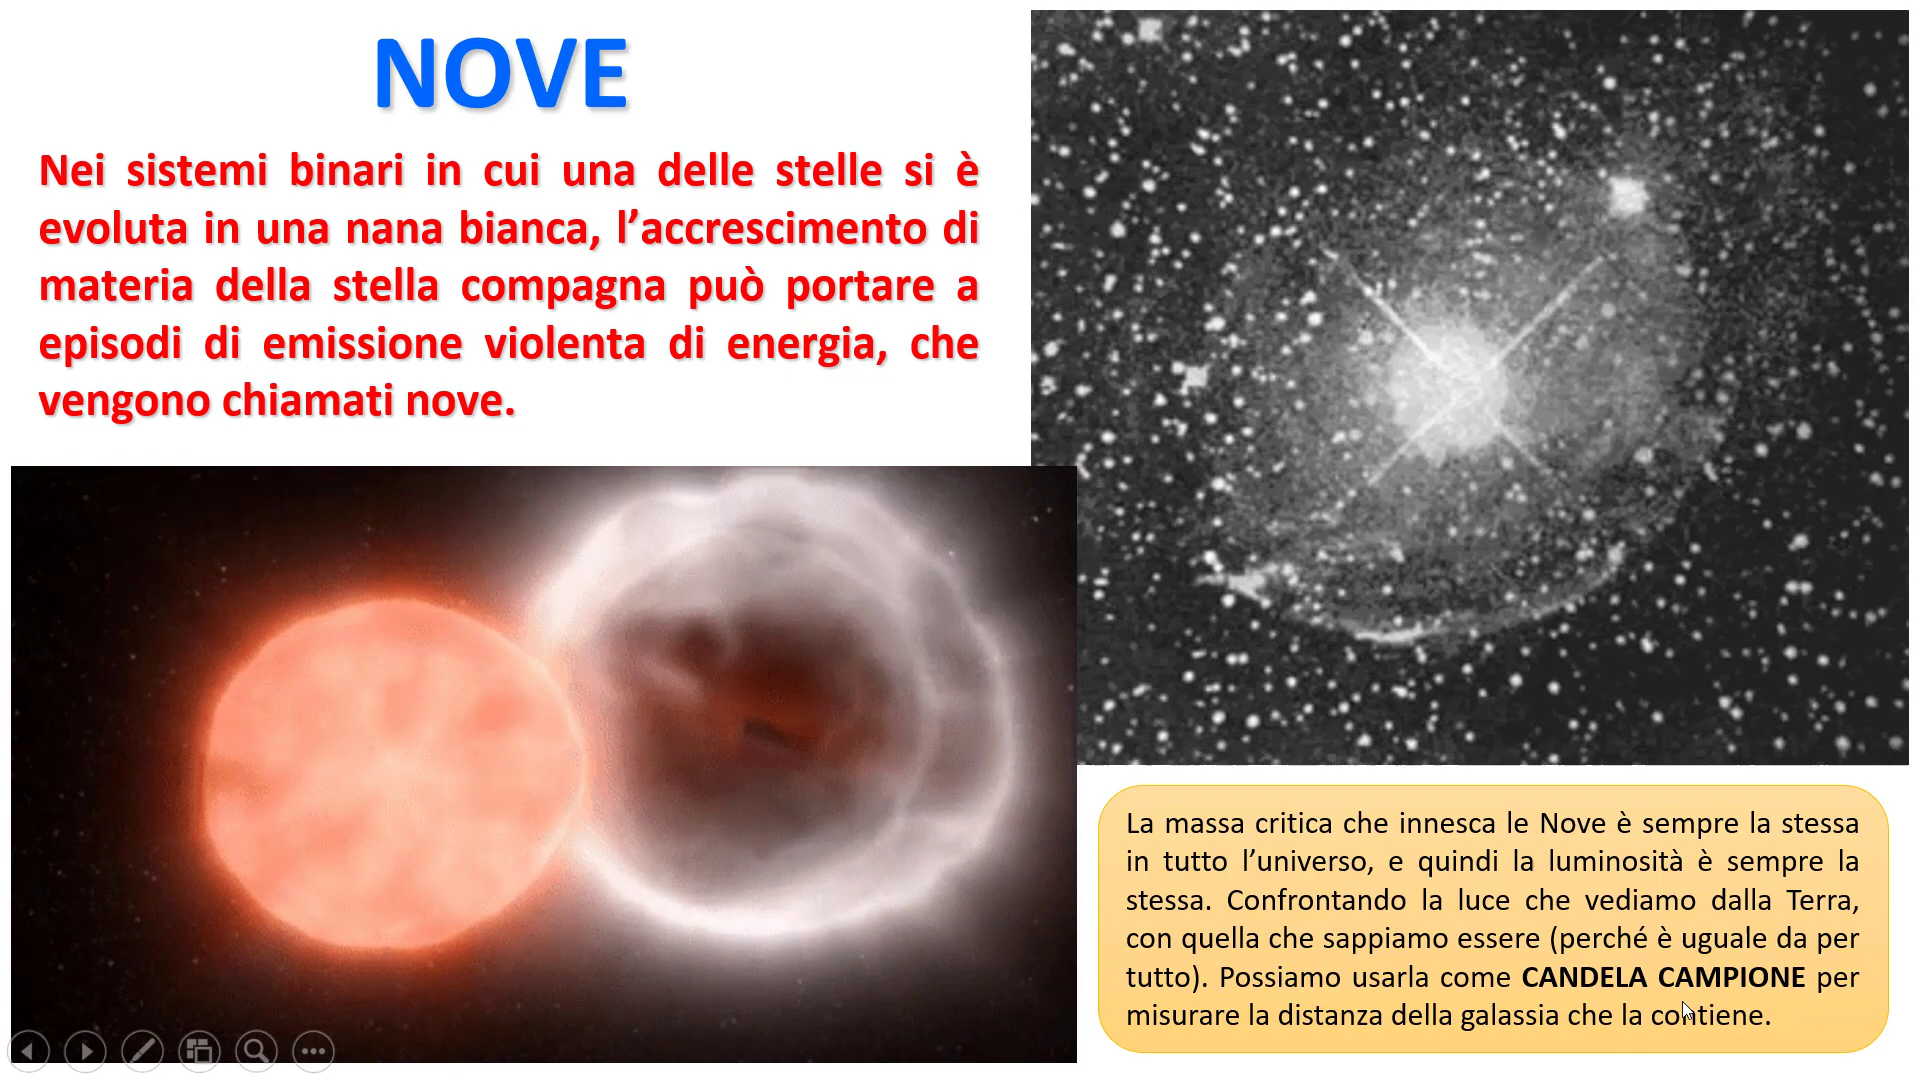 NOVE
Nei sistemi binari in cui una delle stelle si è
evoluta in una nana bianca, l’accrescimento di
materia della stella compagna può portare a
episodi di emissione violenta di energia, che
vengono chiamati nove.
La massa critica che innesca le Nove è sempre la stessa
in tutto l’universo, e quindi la luminosità è sempre la
stessa. Confrontando la luce che vediamo dalla Terra,
con quella che sappiamo essere (perché è uguale da per
tutto). Possiamo usarla come CANDELA CAMPIONE per
misurare la distanza della galassia che la contiene.